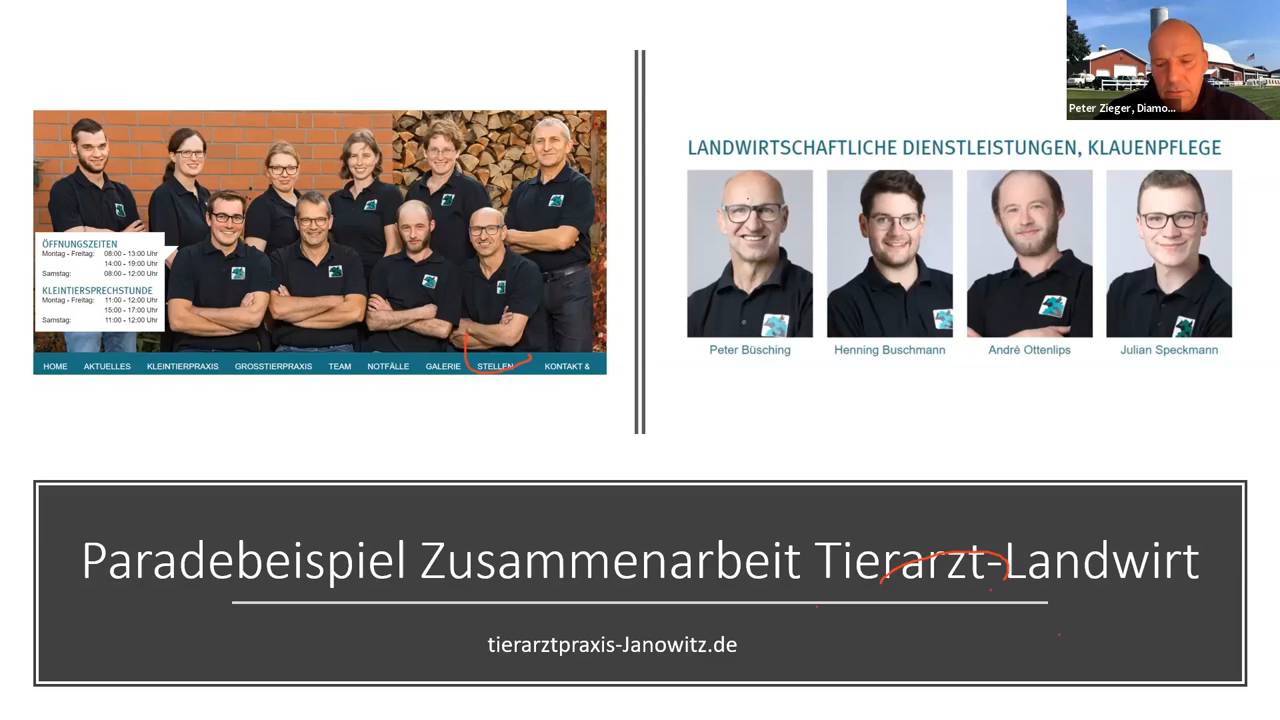 Peter Zieger, Diamo...
LANDWIRTSCHAFTLICHE DIENSTLEISTUNGEN, KLAUENPFLEGE
ÖFFNUNGSZEITEN
Montag - Freitag: 08:00 - 13:00 Uhr
14:00 - 19:00 Uhr
Samstag: 08:00 - 12:00 Uhr
KLEINTIERSPRECHSTUNDE
Montag - Freitag: 11:00 - 12:00 Uhr
15:00 - 17:00 Uhr
Samstag: 11:00 - 12:00 Uhr
HOME AKTUELLES KLEINTIERPRAXIS GROSSTIERPRAXIS TEAM NOTFÄLLE GALERIE STELLEN KONTAKT &
Peter Büsching Henning Buschmann André Ottenlips Julian Speckmann
Paradebeispiel Zusammenarbeit Tierarzt-Landwirt
tierarztpraxis-Janowitz.de